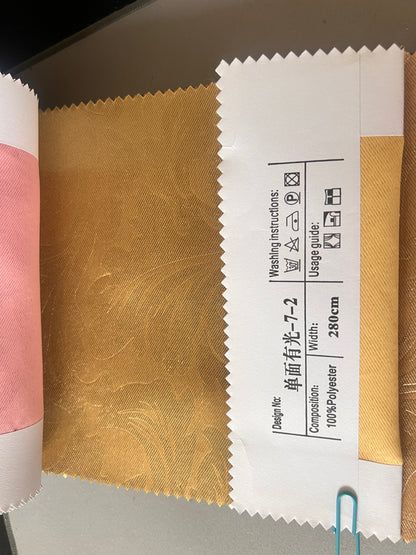 Design No:
单面有光-7-2
Washing instructions:
Composition:
100%Polyester
Width:
280cm
Usage guide: